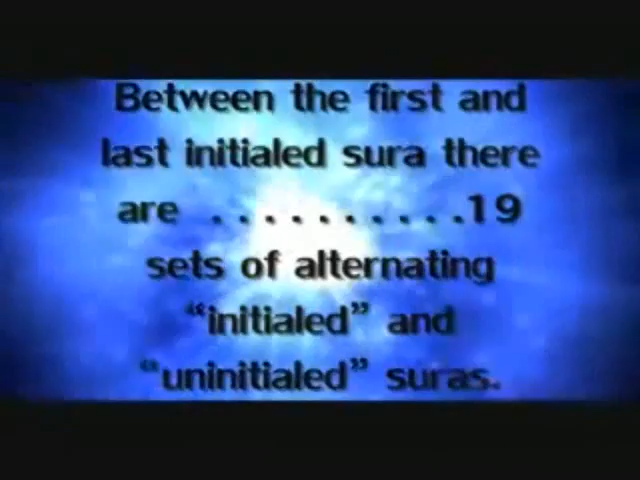 Between the first and
last initialed sura there
are . . . . . . . . . .19
sets of alternating
“initialed” and
“uninitialed” suras.